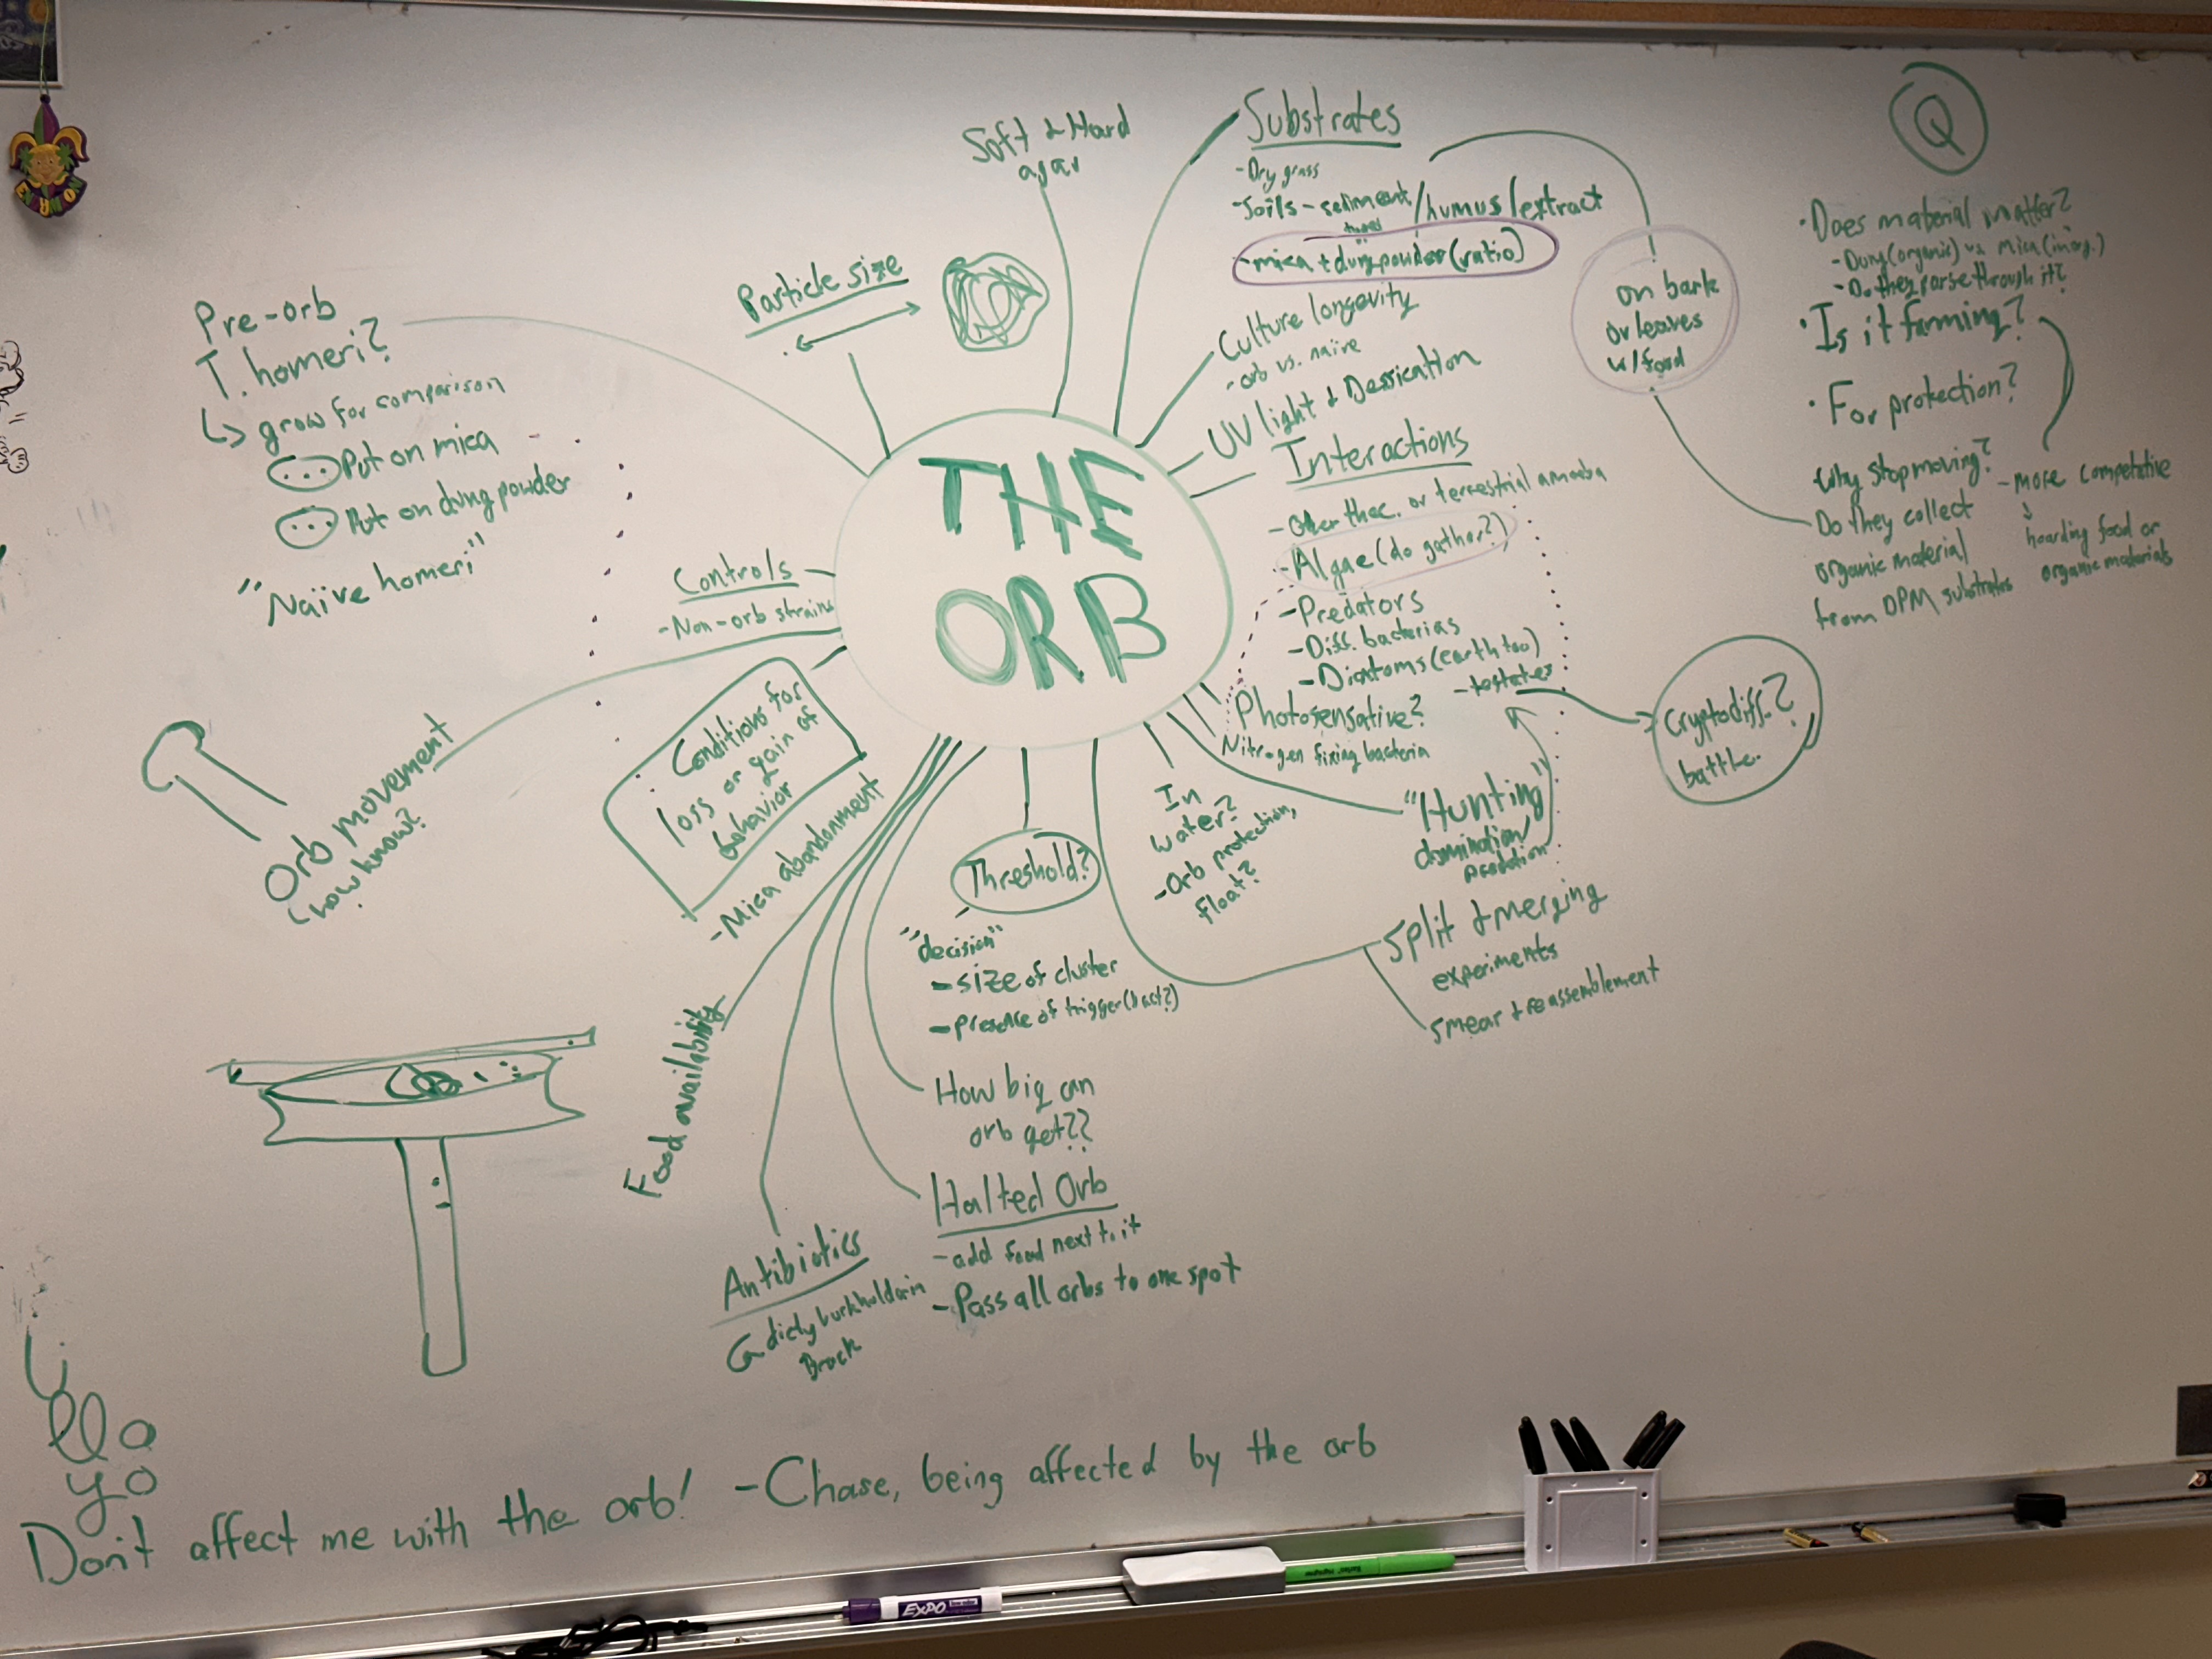 THE
ORB
Soft & Hard
agar
Particle size
Pre-orb
T. homeri?
grow for comparison
Put on mica
Put on dung powder
"Naïve homeri"
Controls
-Non-orb strains
Orb movement
how know?
Conditions for
loss or gain of
behavior
-Mica abandonment
Food availability
Antibiotics
dicty burkholderia
Brock
Halted Orb
-add food next to it
-Pass all orbs to one spot
How big can
orb get??
Threshold?
"decision"
-size of cluster
-presence of trigger (bact?)
In
water?
-Orb protection,
float?
Split & merging
experiments
smear & reassemblement
"Hunting"
domination/
predation
Photosensative?
Nitrogen fixing bacteria
Interactions
-Other thec. or terrestrial amoeba
-Algae (do gather?)
-Predators
-Diff. bacterias
-Diatoms (earth too)
-testates
Cryptodiff.?
battle.
UV light & Dessication
Culture longevity
-orb vs. naïve
Substrates
-Dry grass
-Soils - sediment/humus/extract
-mica + dung powder (ratio)
on bark
or leaves
w/food
Q
· Does material matter?
-Dung (organic) vs mica (inorg.)
-Do they parse through it?
· Is it farming?
· For protection?
Why stop moving?
Do they collect
organic material
from DPM substrates
-more competitive
hoarding food or
organic materials
Li
lla
yo
Don't affect me with the orb! -Chase, being affected by the orb
EXPO